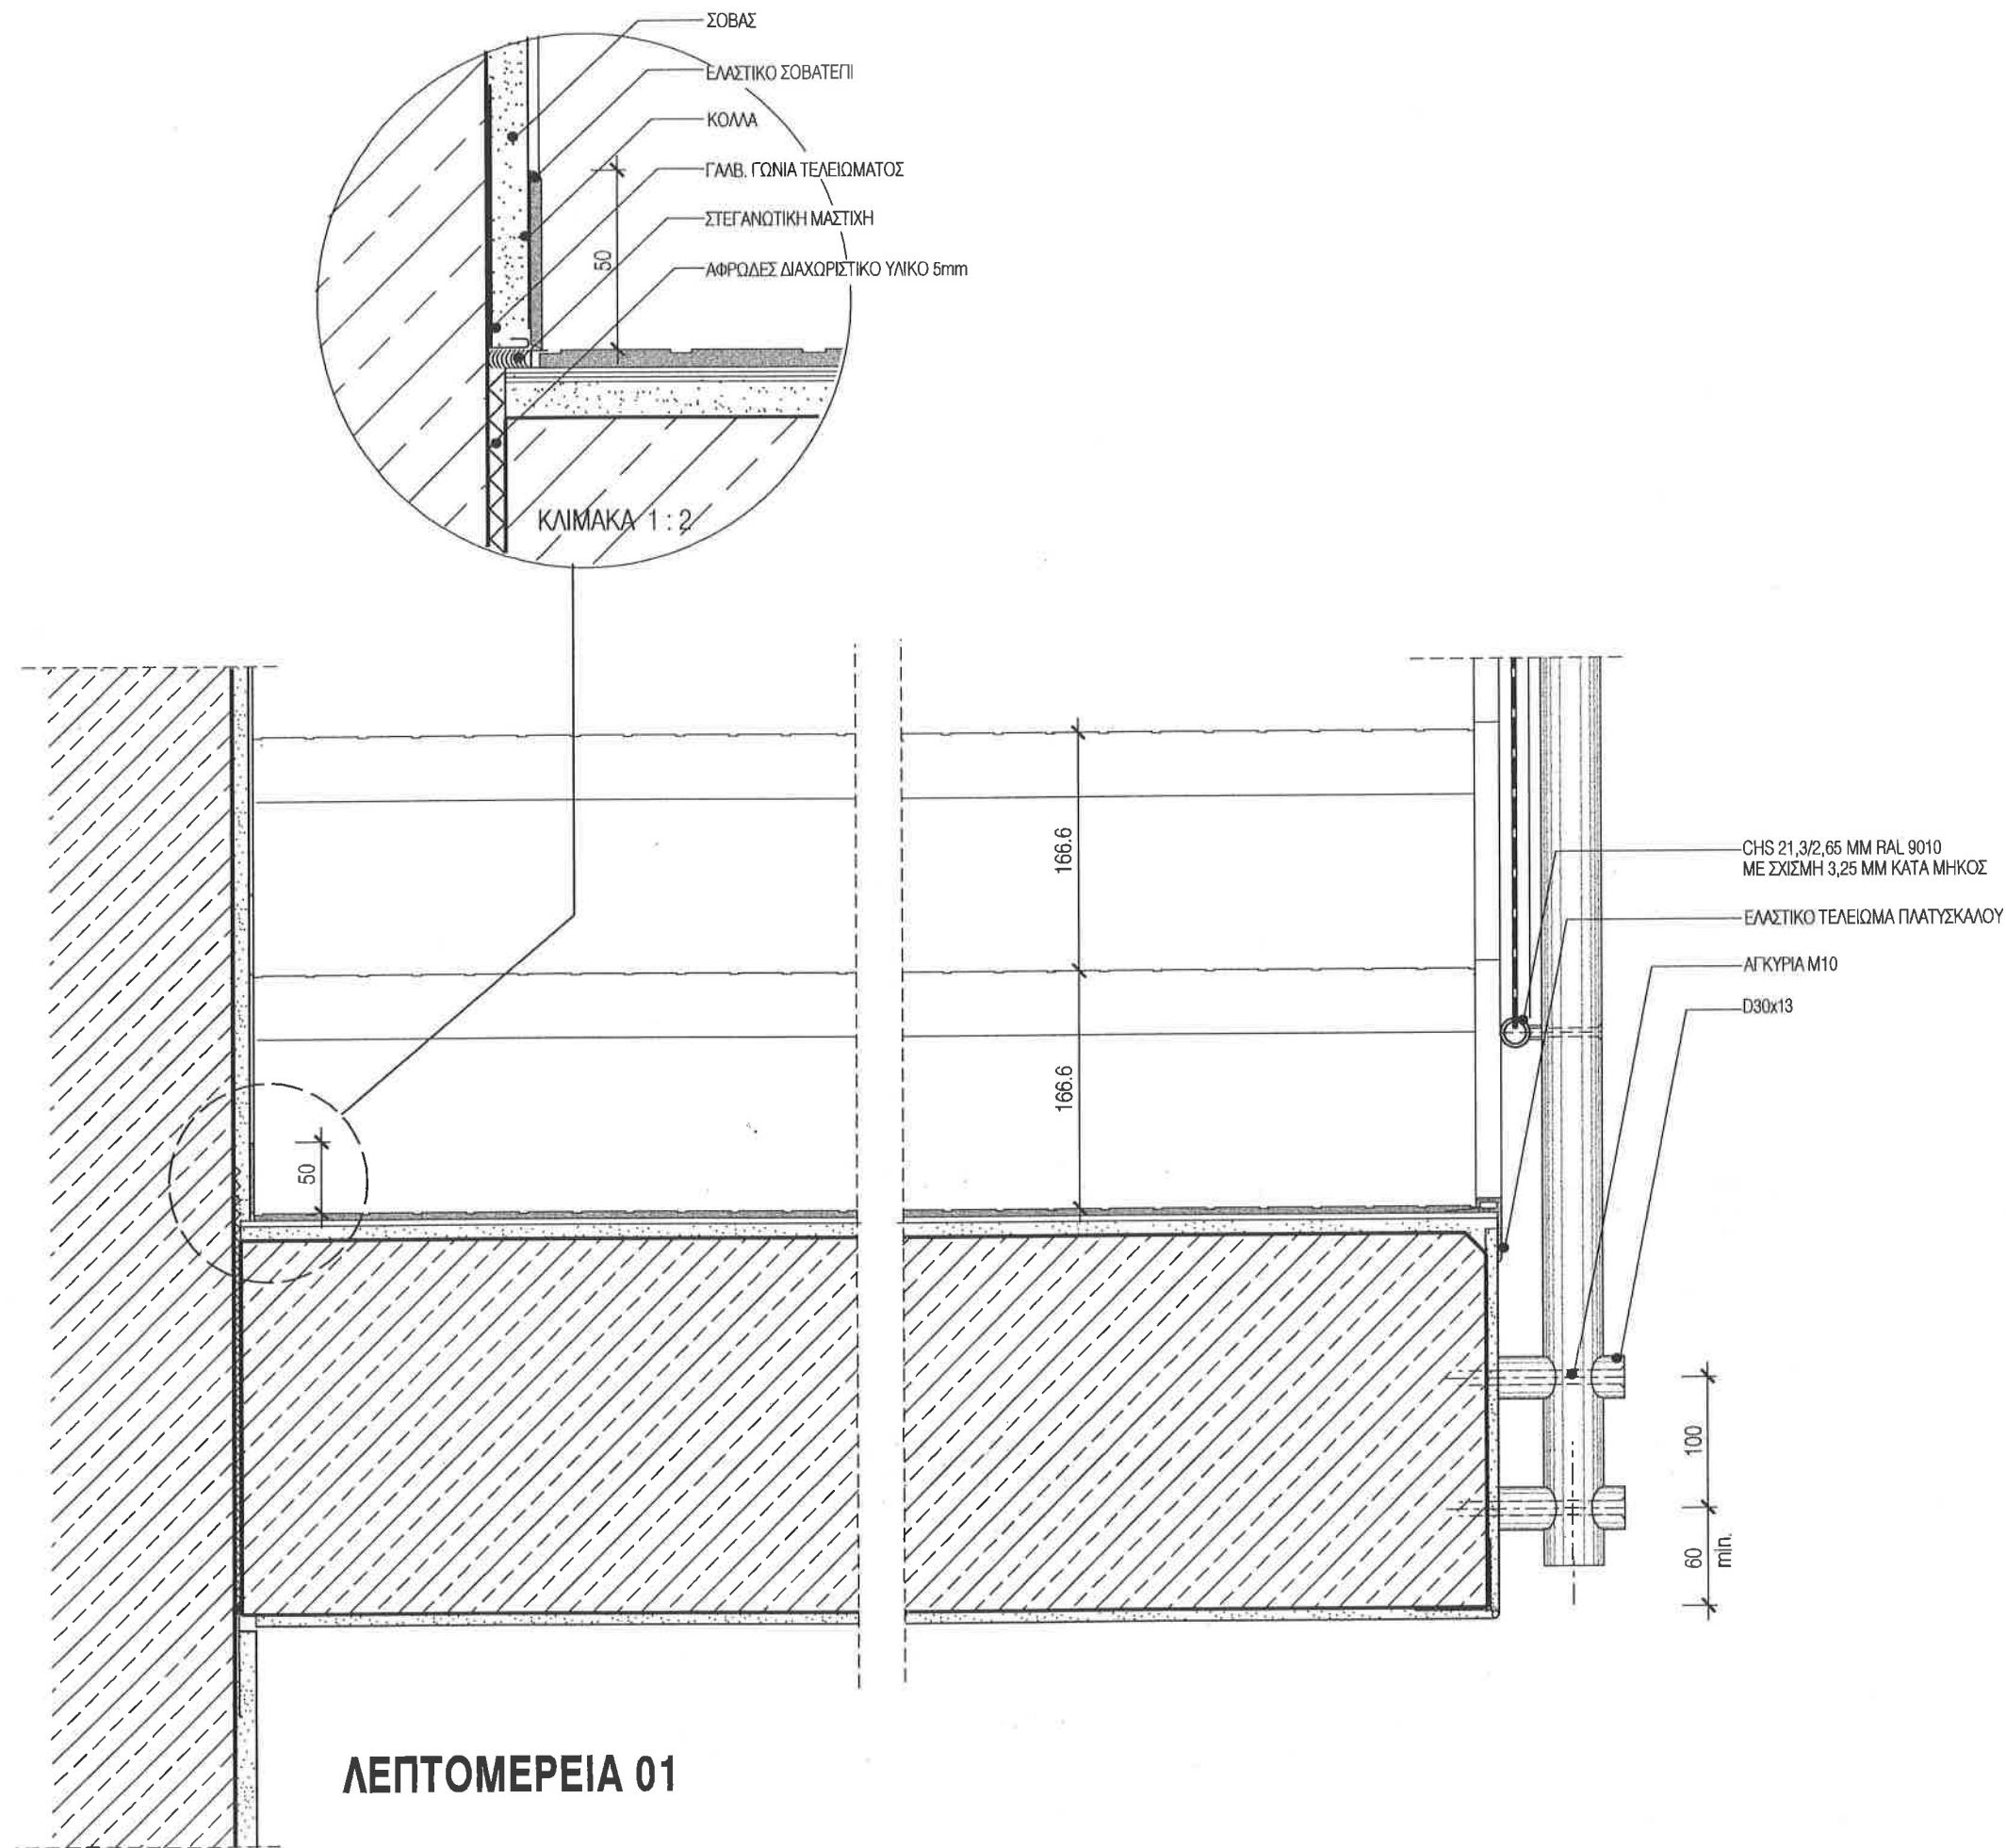 ΣΟΒΑΣ
ΕΛΑΣΤΙΚΟ ΣΟΒΑΤΕΠΙ
ΚΟΛΛΑ
ΓΑΛΒ. ΓΩΝΙΑ ΤΕΛΕΙΩΜΑΤΟΣ
ΣΤΕΓΑΝΩΤΙΚΗ ΜΑΣΤΙΧΗ
ΑΦΡΩΔΕΣ ΔΙΑΧΩΡΙΣΤΙΚΟ ΥΛΙΚΟ 5mm
50
ΚΛΙΜΑΚΑ 1 : 2
166.6
166.6
50
CHS 21,3/2,65 MM RAL 9010
ΜΕ ΣΧΙΣΜΗ 3,25 ΜΜ ΚΑΤΑ ΜΗΚΟΣ
ΕΛΑΣΤΙΚΟ ΤΕΛΕΙΩΜΑ ΠΛΑΤΥΣΚΑΛΟΥ
ΑΓΚΥΡΙΑ M10
D30x13
100
60
min.
ΛΕΠΤΟΜΕΡΕΙΑ 01